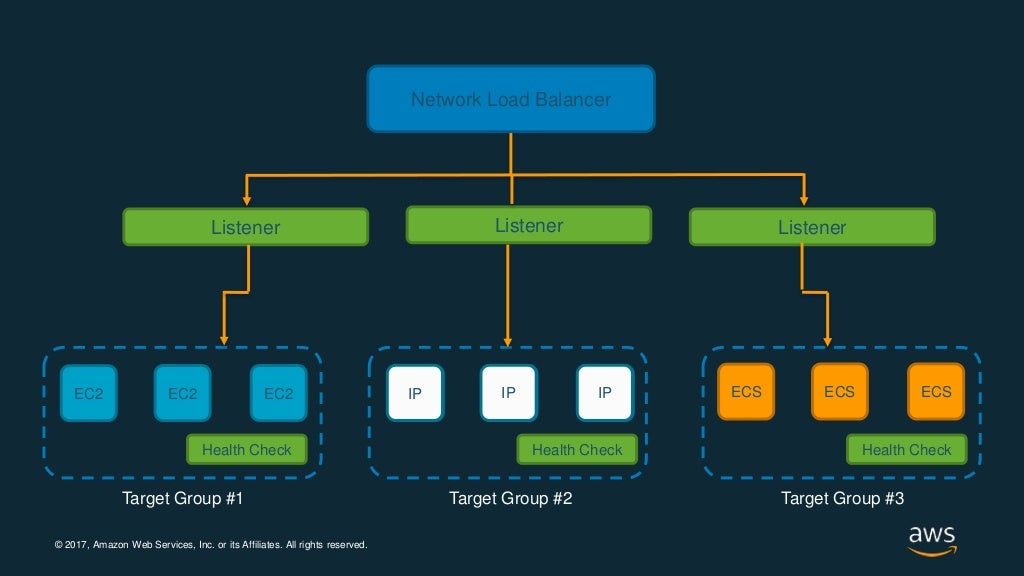 Network Load Balancer
Listener
Listener
Listener
EC2
EC2
EC2
Health Check
Target Group #1
IP
IP
IP
Health Check
Target Group #2
ECS
ECS
ECS
Health Check
Target Group #3
© 2017, Amazon Web Services, Inc. or its Affiliates. All rights reserved.
aws